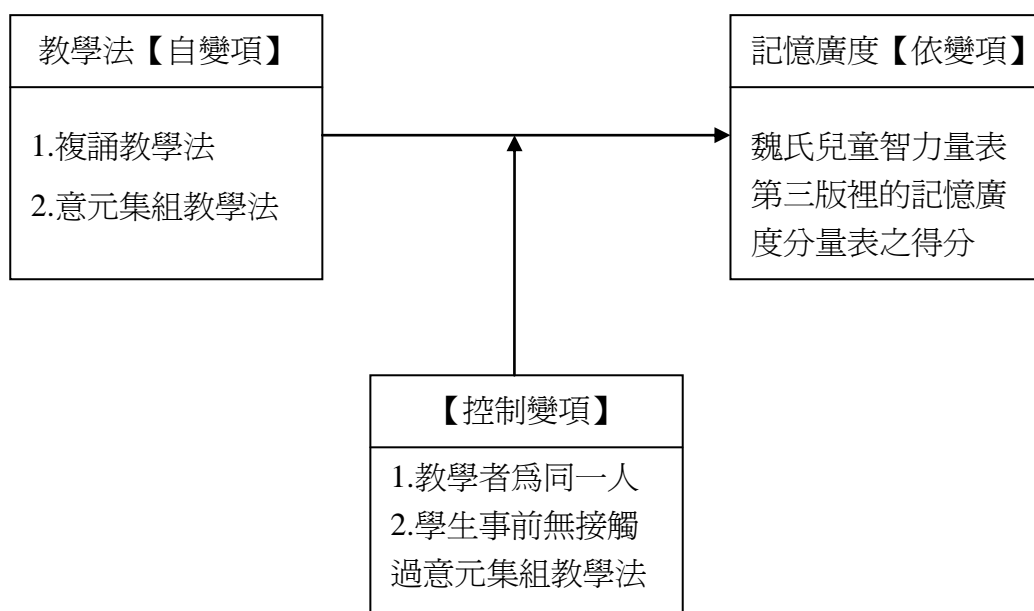 教學法【自變項】
1.複誦教學法
2.意元集組教學法
記憶廣度【依變項】
魏氏兒童智力量表
第三版裡的記憶廣
度分量表之得分
【控制變項】
1.教學者爲同一人
2.學生事前無接觸
過意元集組教學法